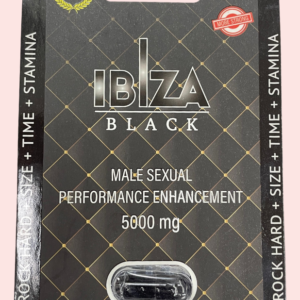 IBIZA
BLACK
MALE SEXUAL
PERFORMANCE ENHANCEMENT
5000 mg
ROCK HARD + SIZE + TIME + STAMINA
ROCK HARD + SIZE + TIME + STAMINA